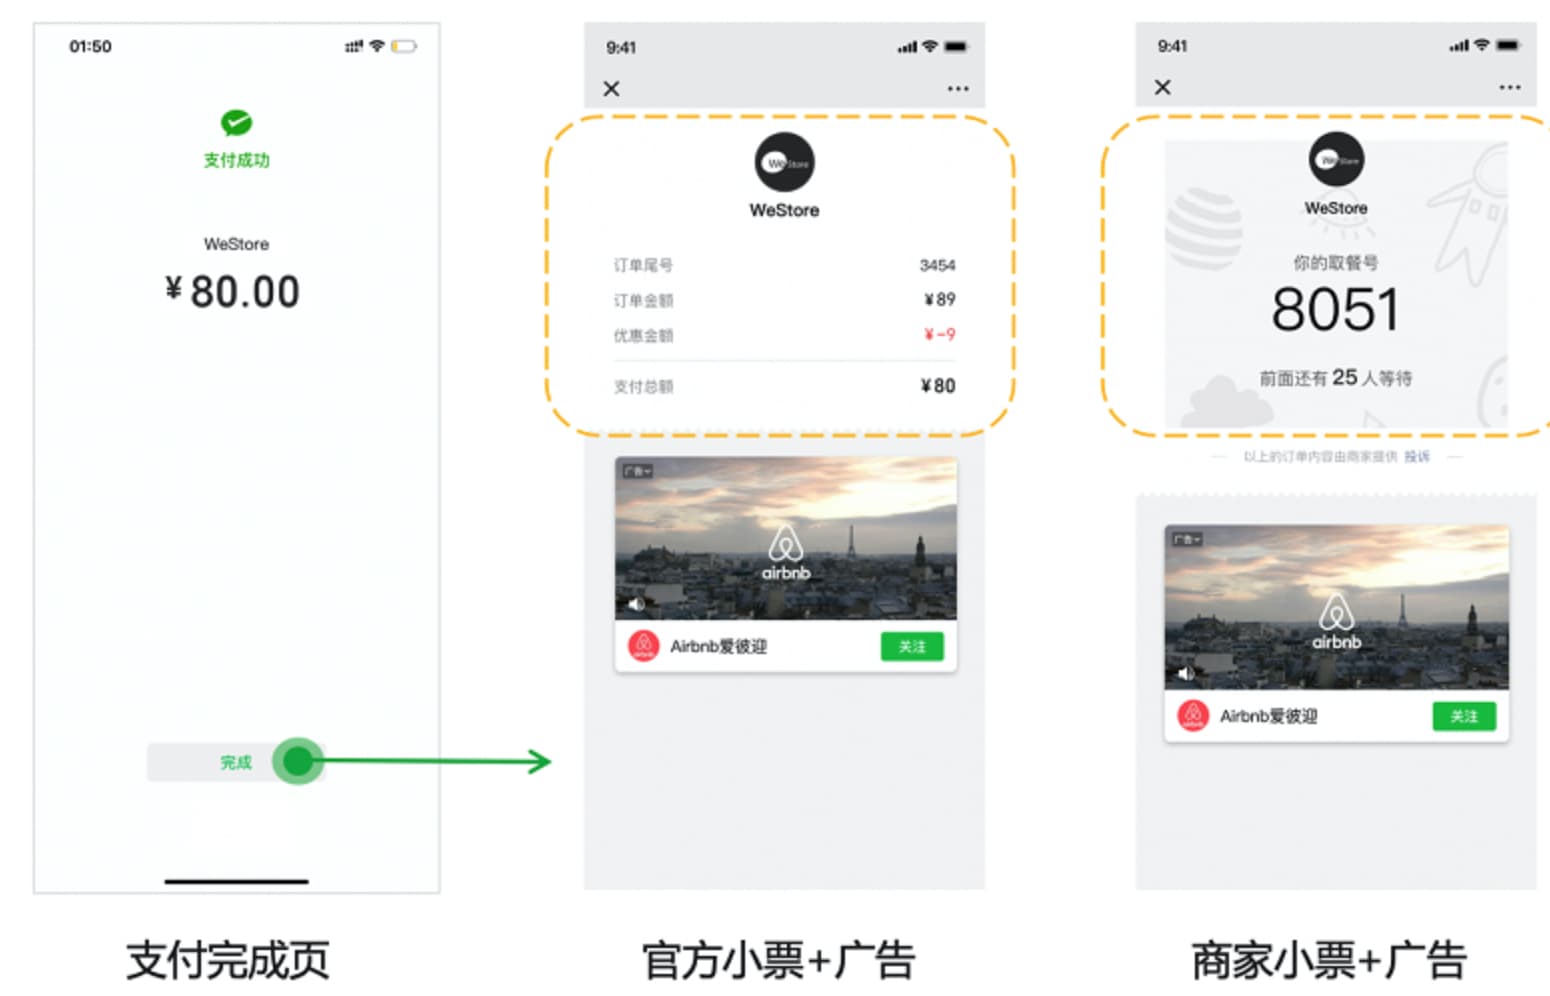 01:50
支付成功
WeStore
¥80.00
完成
支付完成页
9:41
WeStore
WeStore
订单尾号 3454
订单金额 ¥89
优惠金额 ¥-9
支付总额 ¥80
广告
airbnb
airbnb
Airbnb爱彼迎 关注
官方小票+广告
9:41
WeStore
WeStore
你的取餐号
8051
前面还有 25 人等待
以上的订单内容由商家提供 投诉
广告
airbnb
airbnb
Airbnb爱彼迎 关注
商家小票+广告